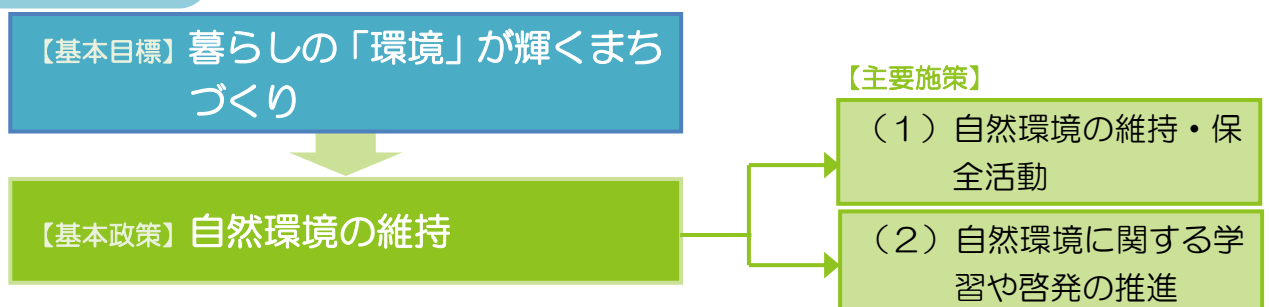 【基本目標】暮らしの「環境」が輝くまち
づくり
【基本政策】自然環境の維持
【主要施策】
（１）自然環境の維持・保
全活動
（２）自然環境に関する学
習や啓発の推進